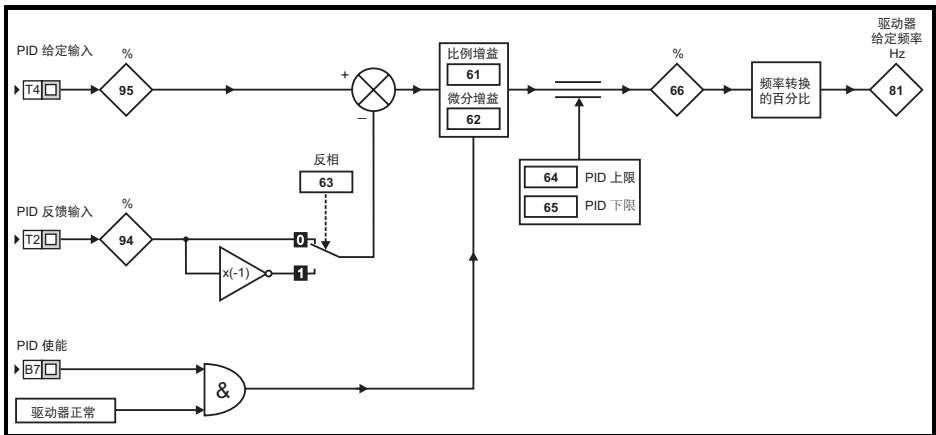 驱动器
给定频率
Hz
PID 给定输入
%
T4
95
+
−
比例增益
61
微分增益
62
%
66
频率转换
的百分比
81
反相
63
64 PID 上限
65 PID 下限
PID 反馈输入
%
T2
94
0
x(-1)
1
PID 使能
B7
&
驱动器正常